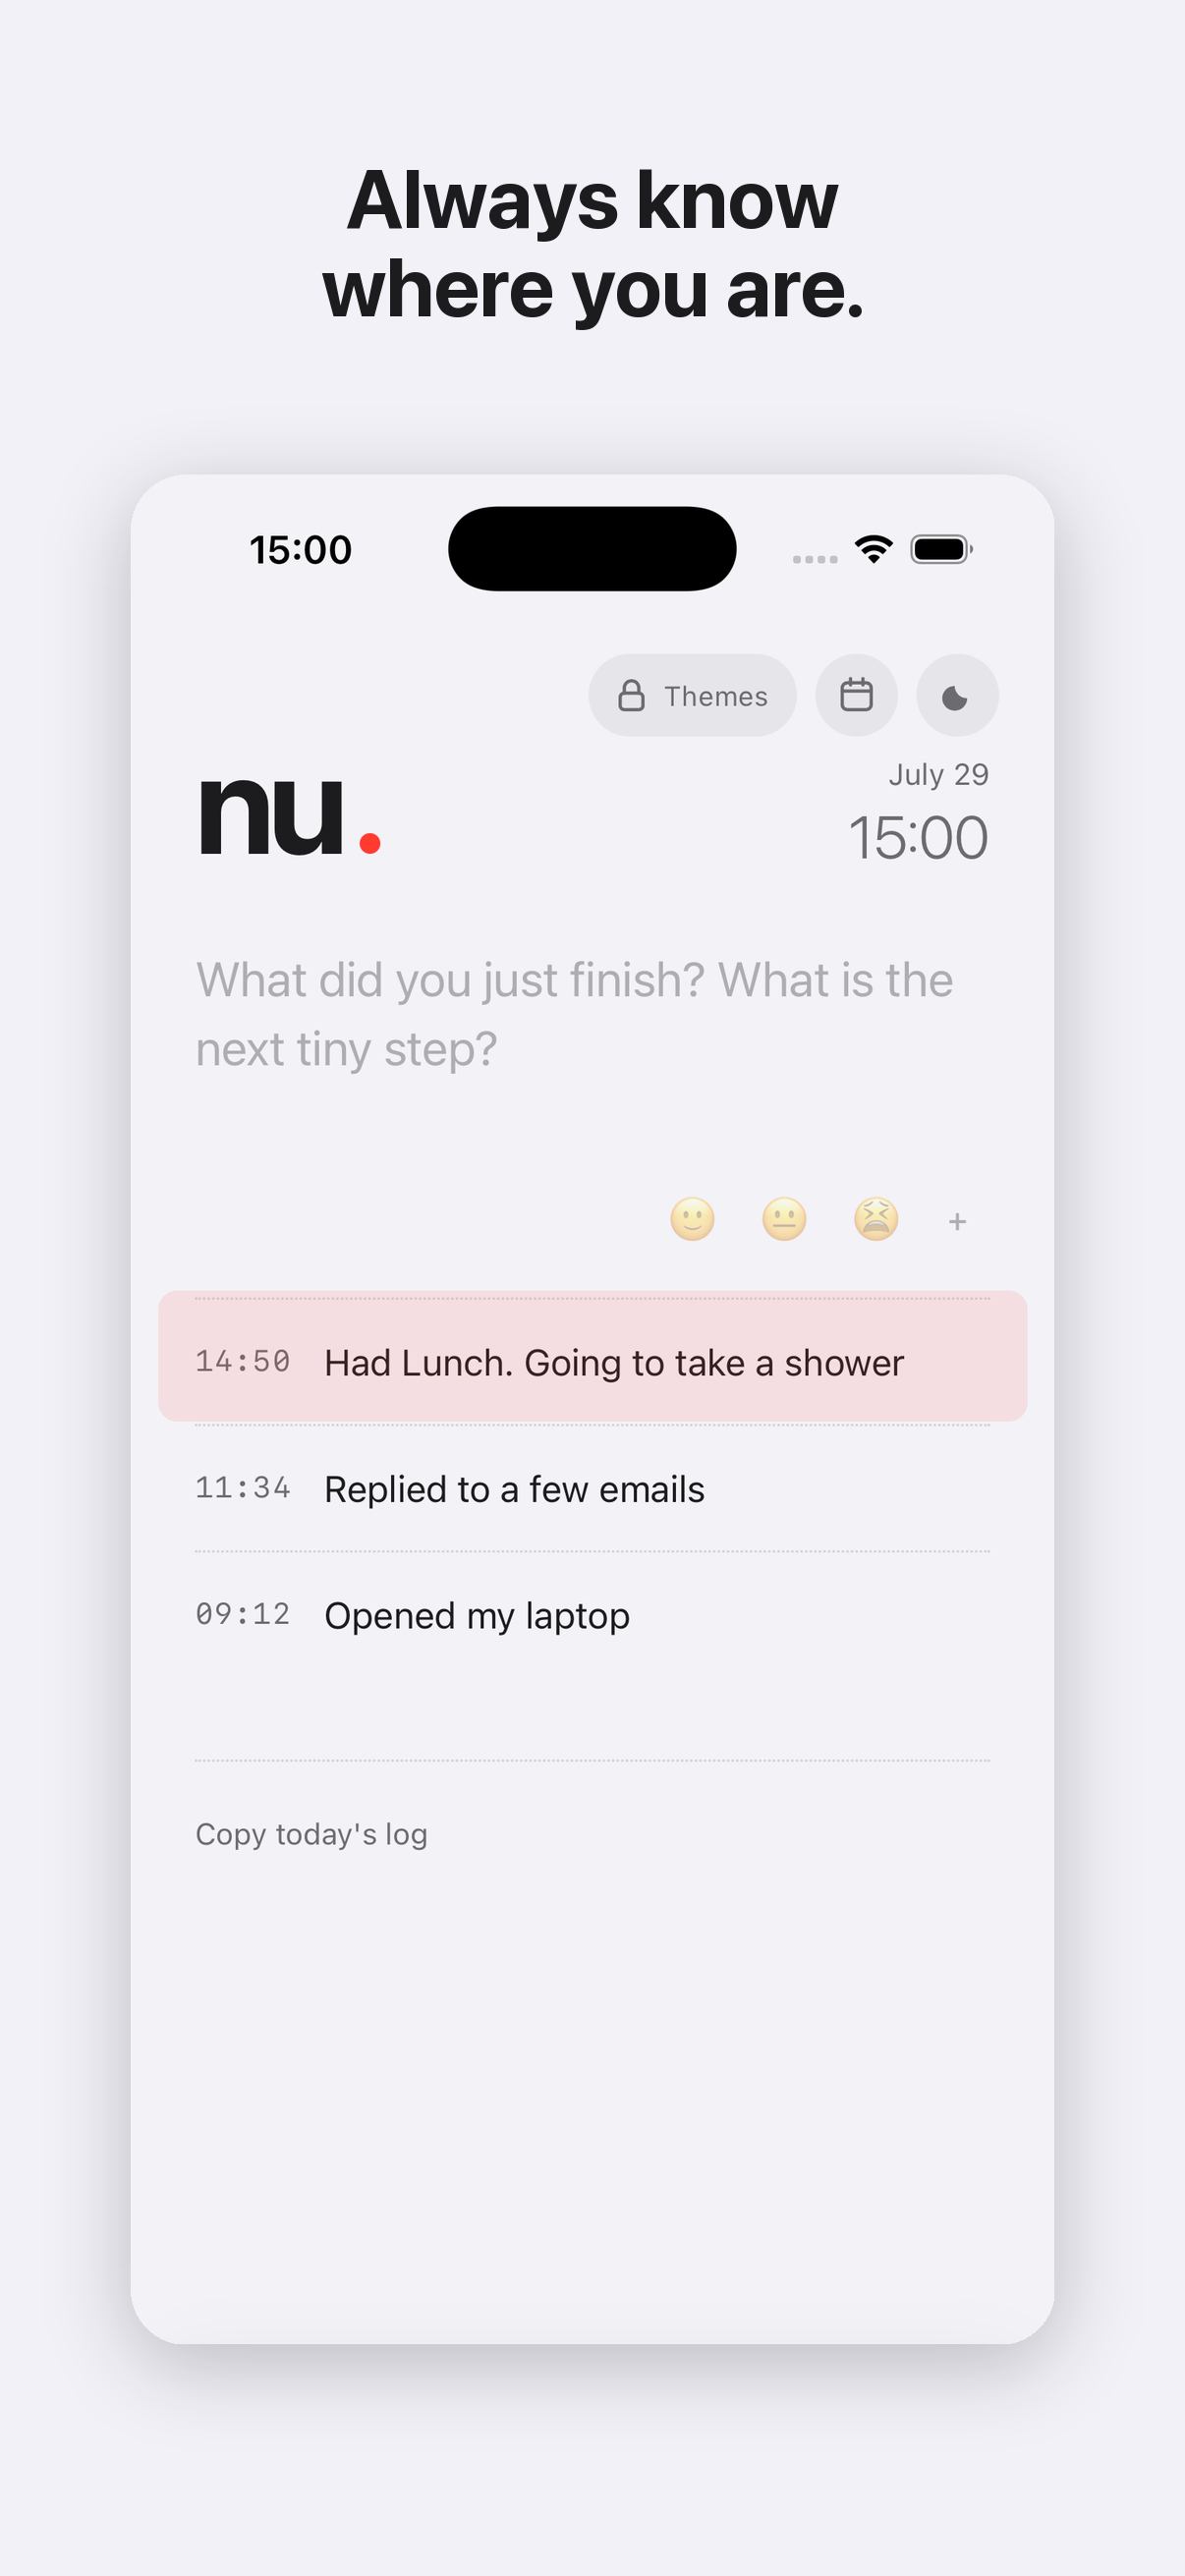 Always know
where you are.
15:00
Themes
nu.
July 29
15:00
What did you just finish? What is the
next tiny step?
+
14:50 Had Lunch. Going to take a shower
11:34 Replied to a few emails
09:12 Opened my laptop
Copy today's log